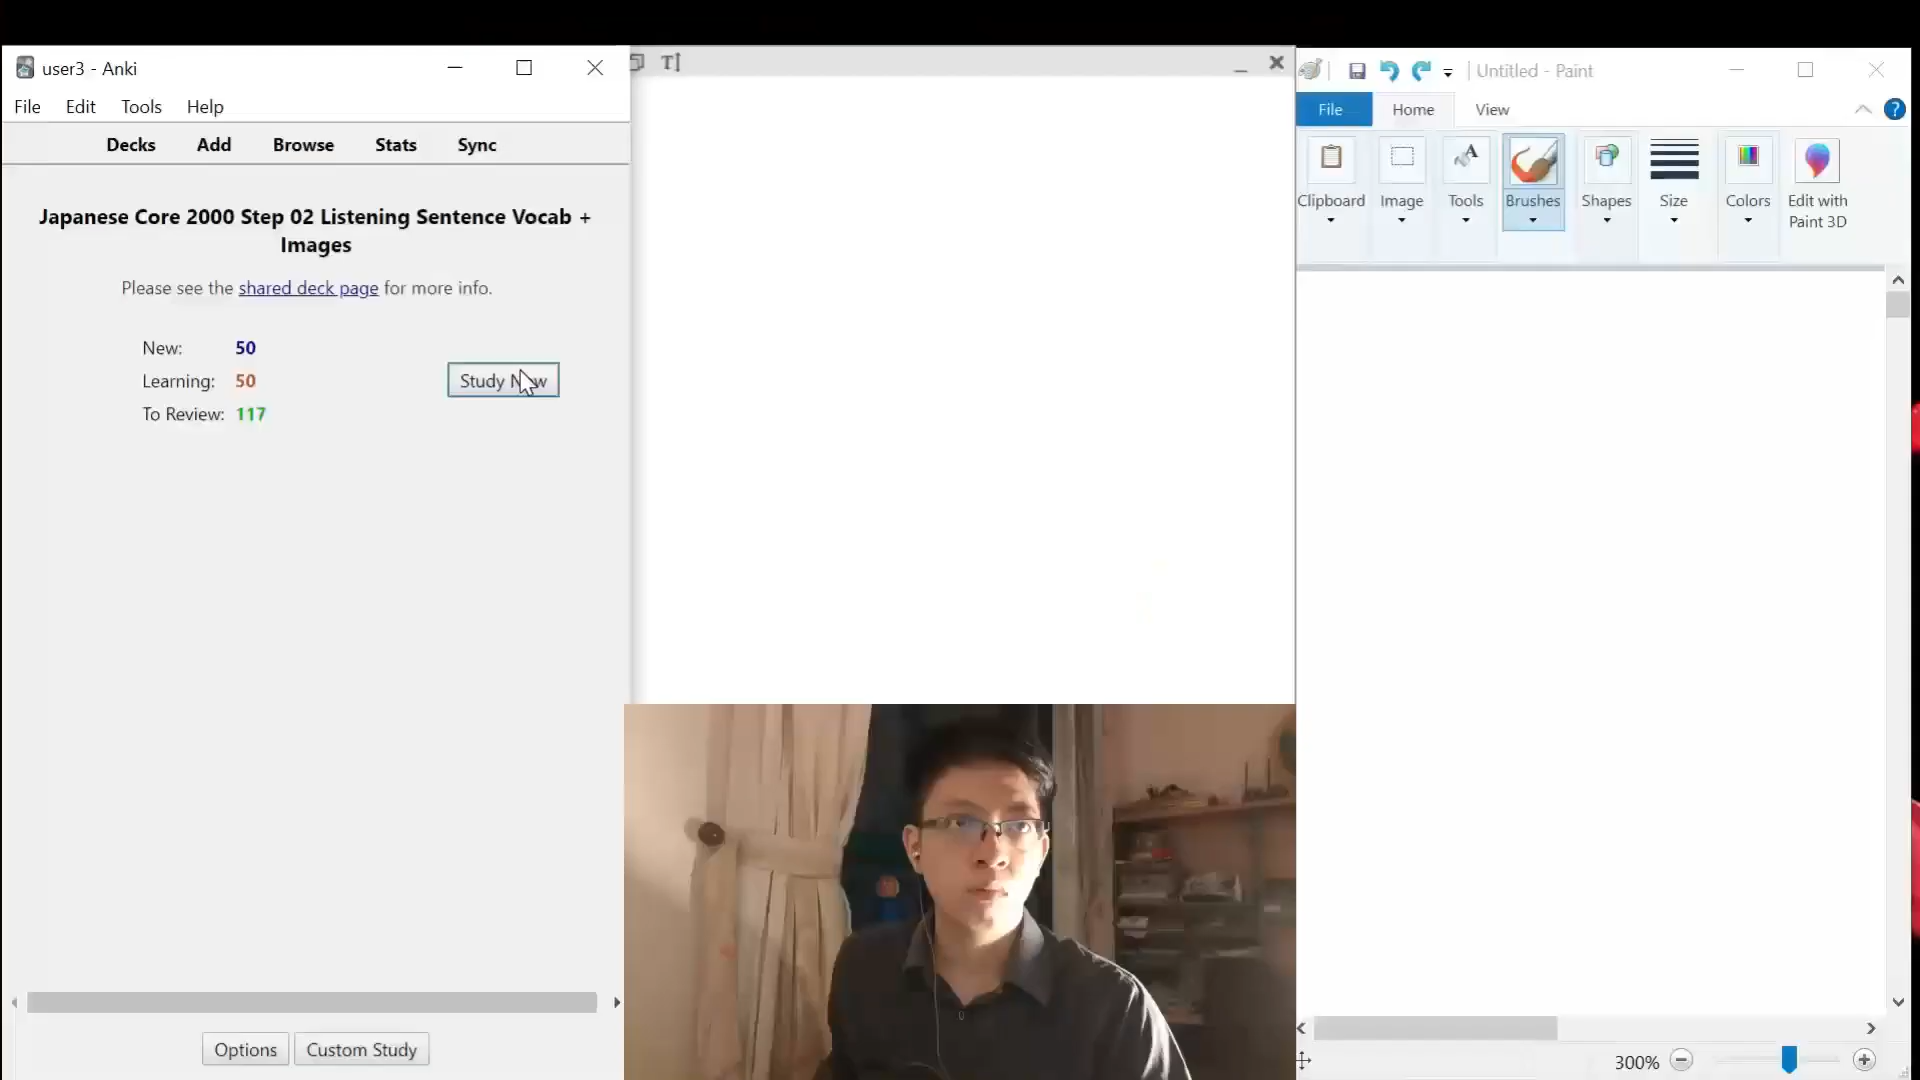 user3 - Anki
File Edit Tools Help
Decks Add Browse Stats Sync
Japanese Core 2000 Step 02 Listening Sentence Vocab +
Images
Please see the shared deck page for more info.
New: 50
Learning: 50
To Review: 117
Study Now
Options Custom Study
T
Untitled - Paint
File Home View
Clipboard Image Tools Brushes Shapes Size Colors Edit with
Paint 3D
300%